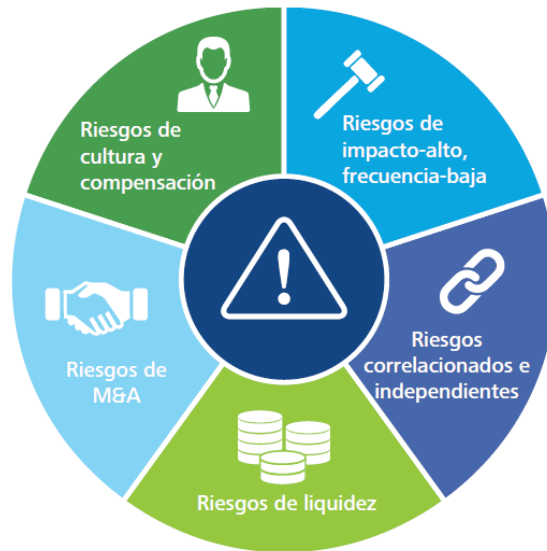 Riesgos de
cultura y
compensación
Riesgos de
impacto-alto,
frecuencia-baja
Riesgos
correlacionados e
independientes
Riesgos de liquidez
Riesgos de
M&A